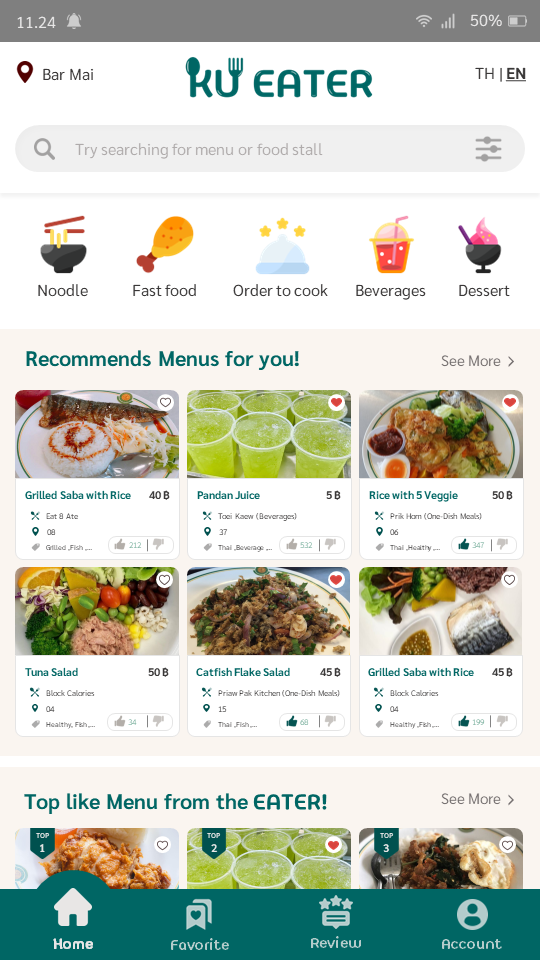 11.24
50%
Bar Mai
KU EATER
TH | EN
Try searching for menu or food stall
Noodle
Fast food
Order to cook
Beverages
Dessert
Recommends Menus for you!
See More
Grilled Saba with Rice 40 ฿
Eat 8 Ate
08
Grilled ,Fish ,...
212
Pandan Juice 5 ฿
Toei Kaew (Beverages)
37
Thai ,Beverage ,...
532
Rice with 5 Veggie 50 ฿
Prik Hom (One-Dish Meals)
06
Thai ,Healthy ,...
347
Tuna Salad 50 ฿
Block Calories
04
Healthy, Fish ,...
34
Catfish Flake Salad 45 ฿
Priaw Pak Kitchen (One-Dish Meals)
15
Thai ,Fish ,...
68
Grilled Saba with Rice 45 ฿
Block Calories
04
Healthy ,Fish ,...
199
Top like Menu from the EATER!
See More
TOP
1
TOP
2
TOP
3
Home
Favorite
Review
Account